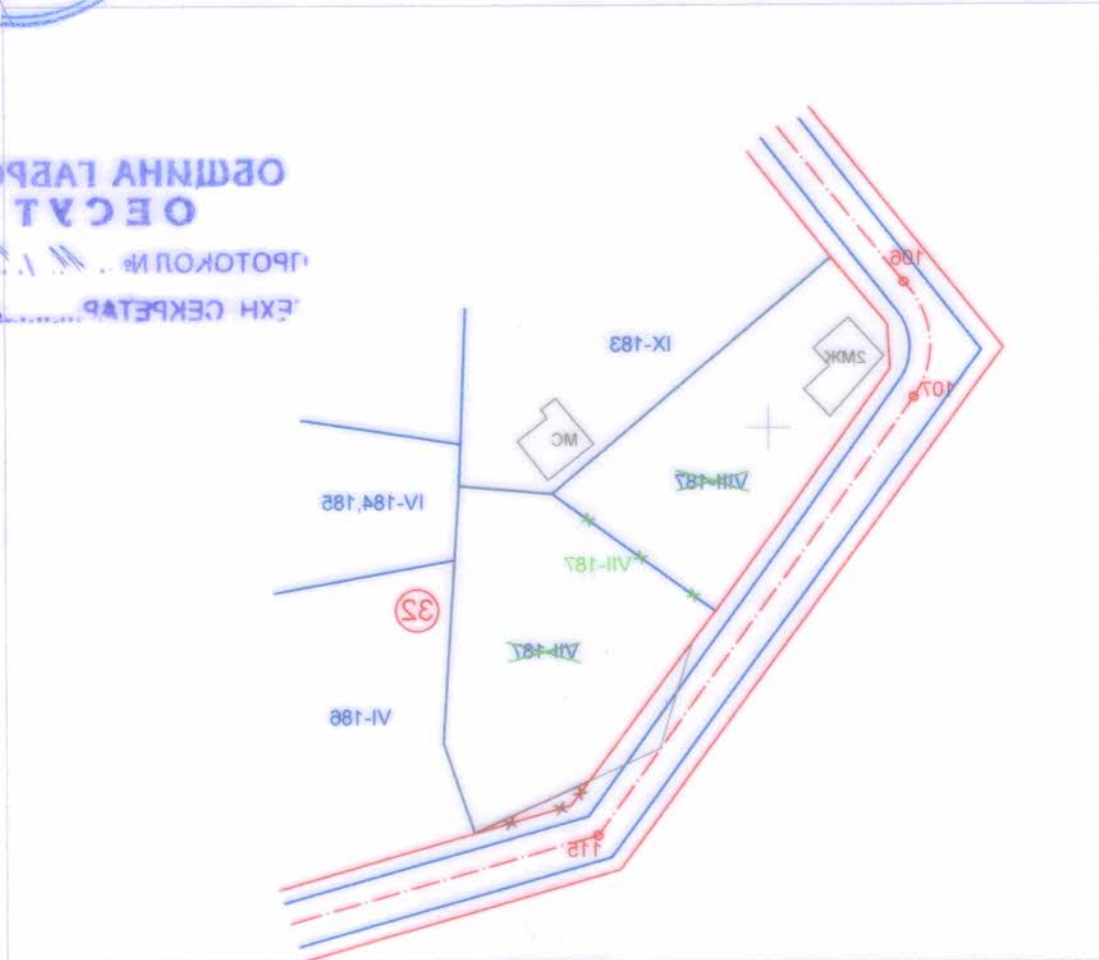 ОБЩИНА ГАБР
ОЕСУТ
ПРОТОКОЛ №
ТЕХН СЕКРЕТАР
106
107
IX-183
2МЖ
МС
VIII-187
IV-184,185
VII-187
32
VII-187
VI-186
115